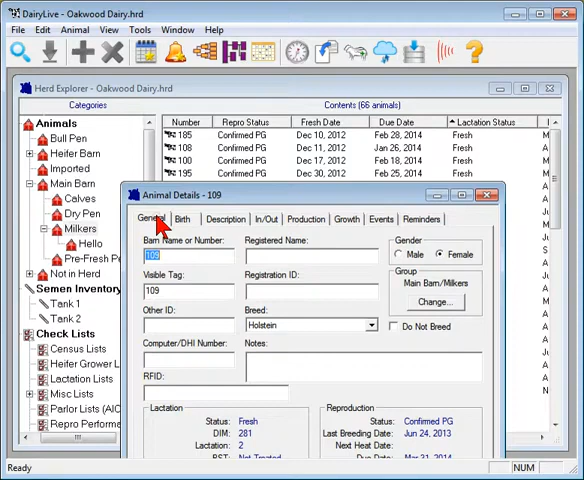 DairyLive - Oakwood Dairy.hrd
File Edit Animal View Tools Window Help
Herd Explorer - Oakwood Dairy.hrd
Categories
Contents (66 animals)
Animals
Bull Pen
Heifer Barn
Imported
Main Barn
Calves
Dry Pen
Milkers
Hello
Pre-Fresh Pe
Not in Herd
Semen Inventory
Tank 1
Tank 2
Check Lists
Census Lists
Heifer Grower L
Lactation Lists
Misc Lists
Parlor Lists (AIC
Repro Performa
Number Repro Status Fresh Date Due Date Lactation Status
185 Confirmed PG Dec 10, 2012 Feb 28, 2014 Fresh
108 Confirmed PG Dec 11, 2012 Jan 26, 2014 Fresh
100 Confirmed PG Dec 17, 2012 Feb 18, 2014 Fresh
195 Confirmed PG Dec 30, 2012 Feb 25, 2014 Fresh
Animal Details - 109
General Birth Description In/Out Production Growth Events Reminders
Barn Name or Number:
109
Visible Tag:
109
Other ID:
Computer/DHI Number:
RFID:
Registered Name:
Registration ID:
Breed:
Holstein
Notes:
Gender
Male Female
Group
Main Barn/Milkers
Change...
Do Not Breed
Lactation
Status: Fresh
DIM: 281
Lactation: 2
Reproduction
Status: Confirmed PG
Last Breeding Date: Jun 24, 2013
Next Heat Date:
Ready
NUM